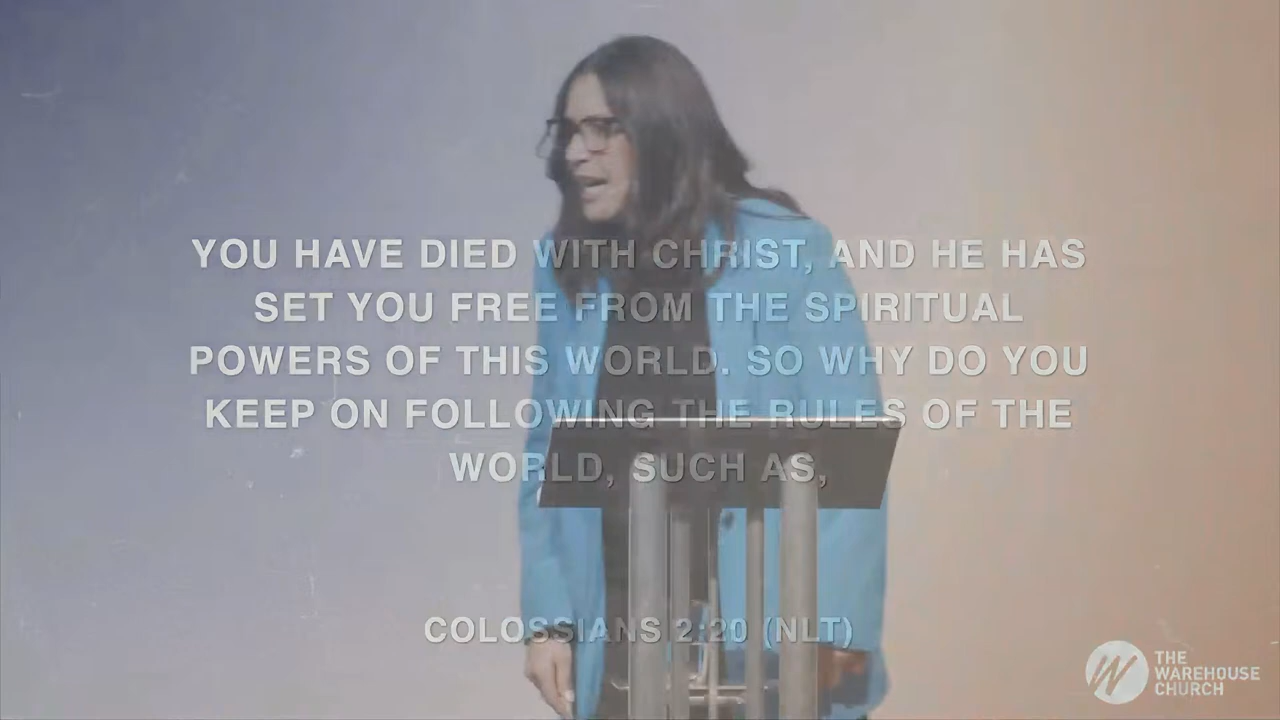 YOU HAVE DIED WITH CHRIST, AND HE HAS
SET YOU FREE FROM THE SPIRITUAL
POWERS OF THIS WORLD. SO WHY DO YOU
KEEP ON FOLLOWING THE RULES OF THE
WORLD, SUCH AS,
COLOSSIANS 2:20 (NLT)
THE
WAREHOUSE
CHURCH